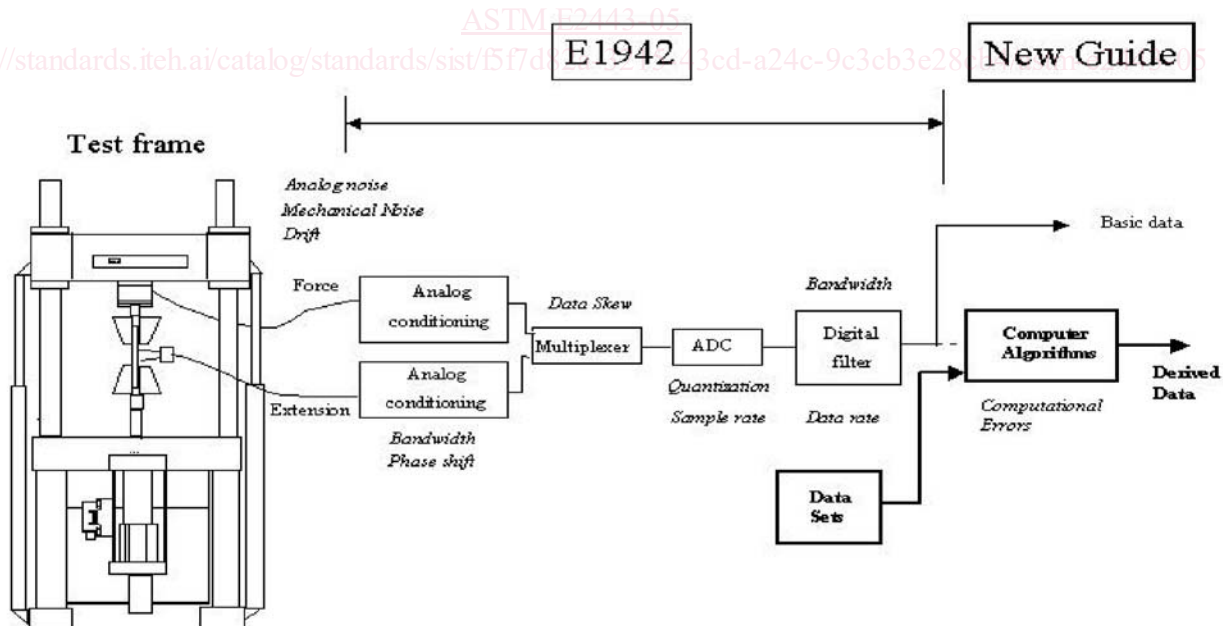 ASTM E2443-05
E1942
New Guide
Test frame
Analog noise
Mechanical Noise
Drift
Basic data
Force
Analog
conditioning
Data Skew
Multiplexer
ADC
Bandwidth
Digital
filter
Computer
Algorithms
Derived
Data
Extension
Analog
conditioning
Quantization
Sample rate
Data rate
Computational
Errors
Bandwidth
Phase shift
Data
Sets